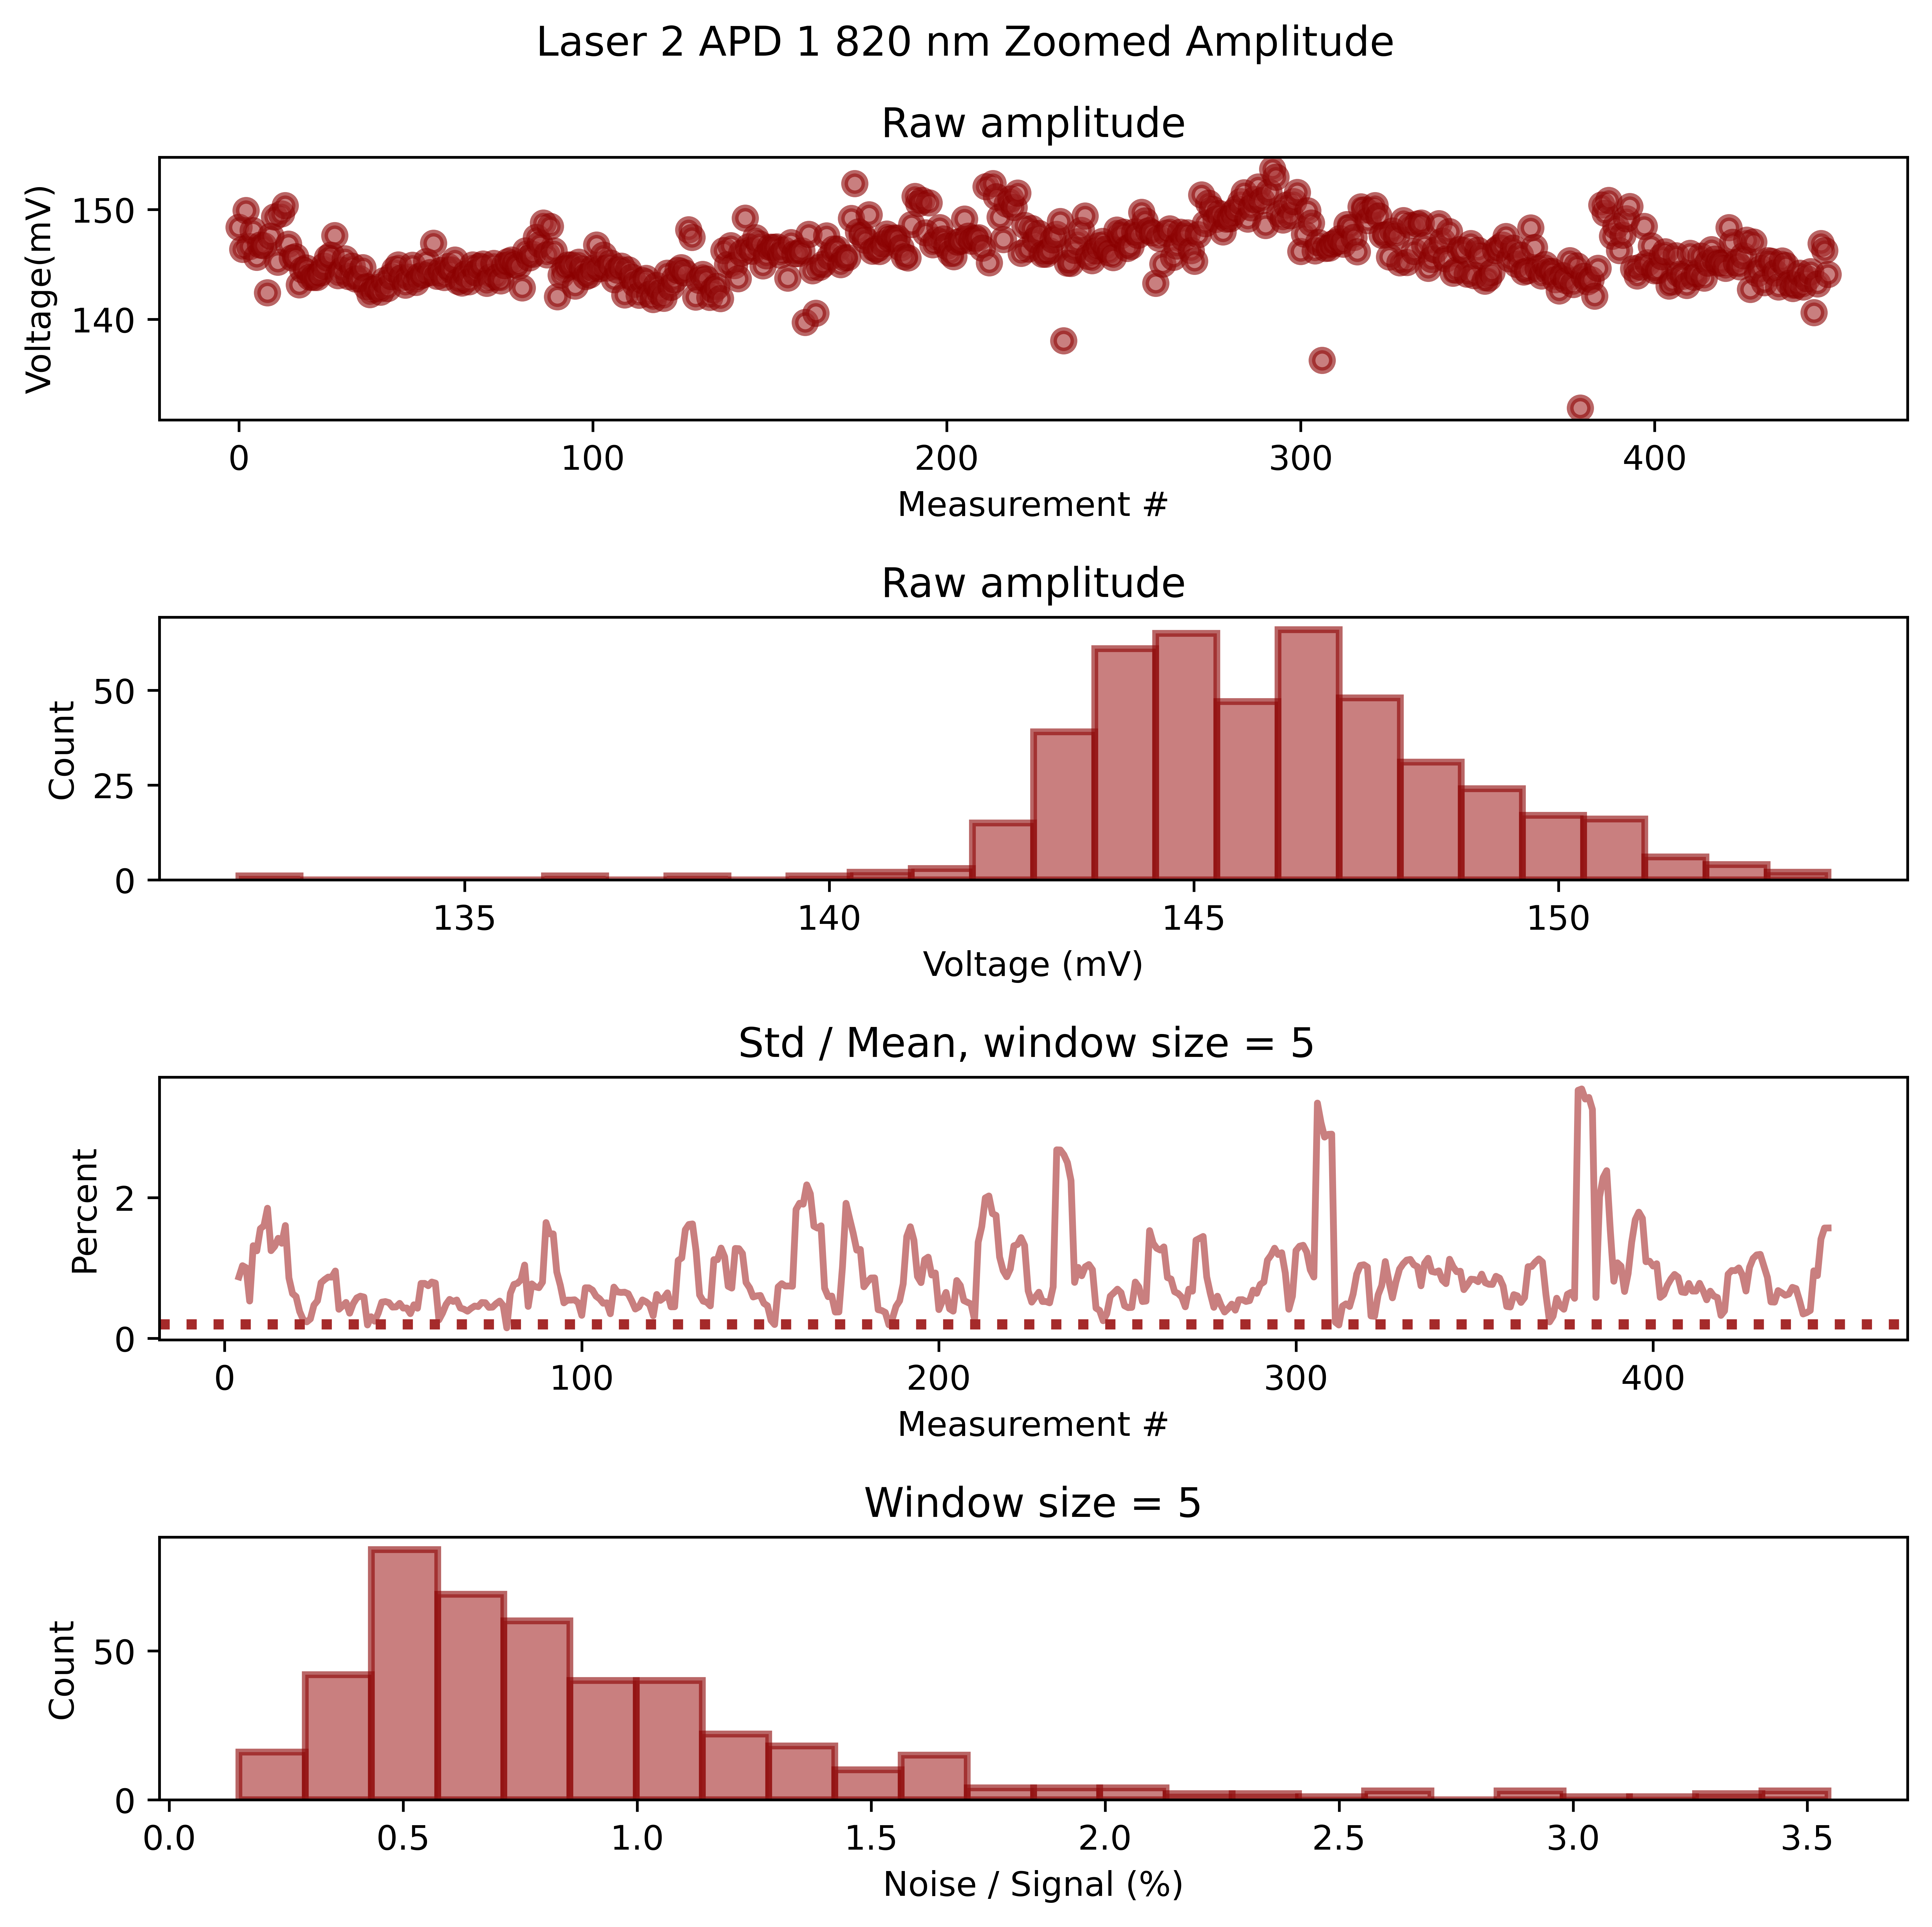 Laser 2 APD 1 820 nm Zoomed Amplitude
Raw amplitude
Voltage(mV)
150
140
0 100 200 300 400
Measurement #
Raw amplitude
Count
50
25
0
135 140 145 150
Voltage (mV)
Std / Mean, window size = 5
Percent
2
0
0 100 200 300 400
Measurement #
Window size = 5
Count
50
0
0.0 0.5 1.0 1.5 2.0 2.5 3.0 3.5
Noise / Signal (%)